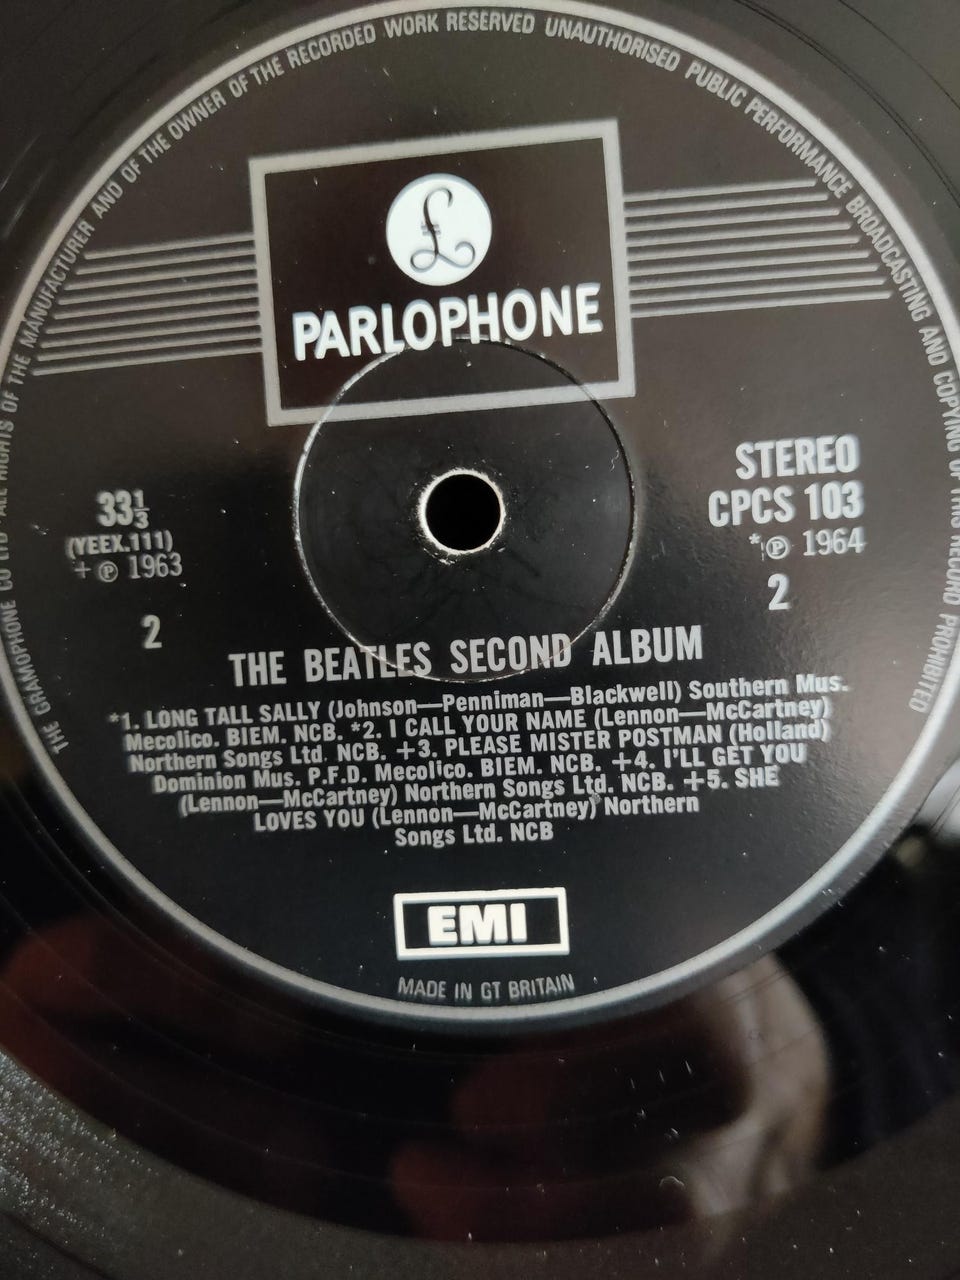 THE GRAMOPHONE CO LTD · ALL RIGHTS OF THE MANUFACTURER AND OF THE OWNER OF THE RECORDED WORK RESERVED UNAUTHORISED PUBLIC PERFORMANCE BROADCASTING AND COPYING OF THIS RECORD PROHIBITED
£
PARLOPHONE
STEREO
CPCS 103
*℗ 1964
2
33⅓
(YEEX.111)
+ ℗ 1963
2
THE BEATLES SECOND ALBUM
*1. LONG TALL SALLY (Johnson—Penniman—Blackwell) Southern Mus.
Mecolico. BIEM. NCB. *2. I CALL YOUR NAME (Lennon—McCartney)
Northern Songs Ltd. NCB. +3. PLEASE MISTER POSTMAN (Holland)
Dominion Mus. P.F.D. Mecolico. BIEM. NCB. +4. I'LL GET YOU
(Lennon—McCartney) Northern Songs Ltd. NCB. +5. SHE
LOVES YOU (Lennon—McCartney) Northern
Songs Ltd. NCB
EMI
MADE IN GT BRITAIN